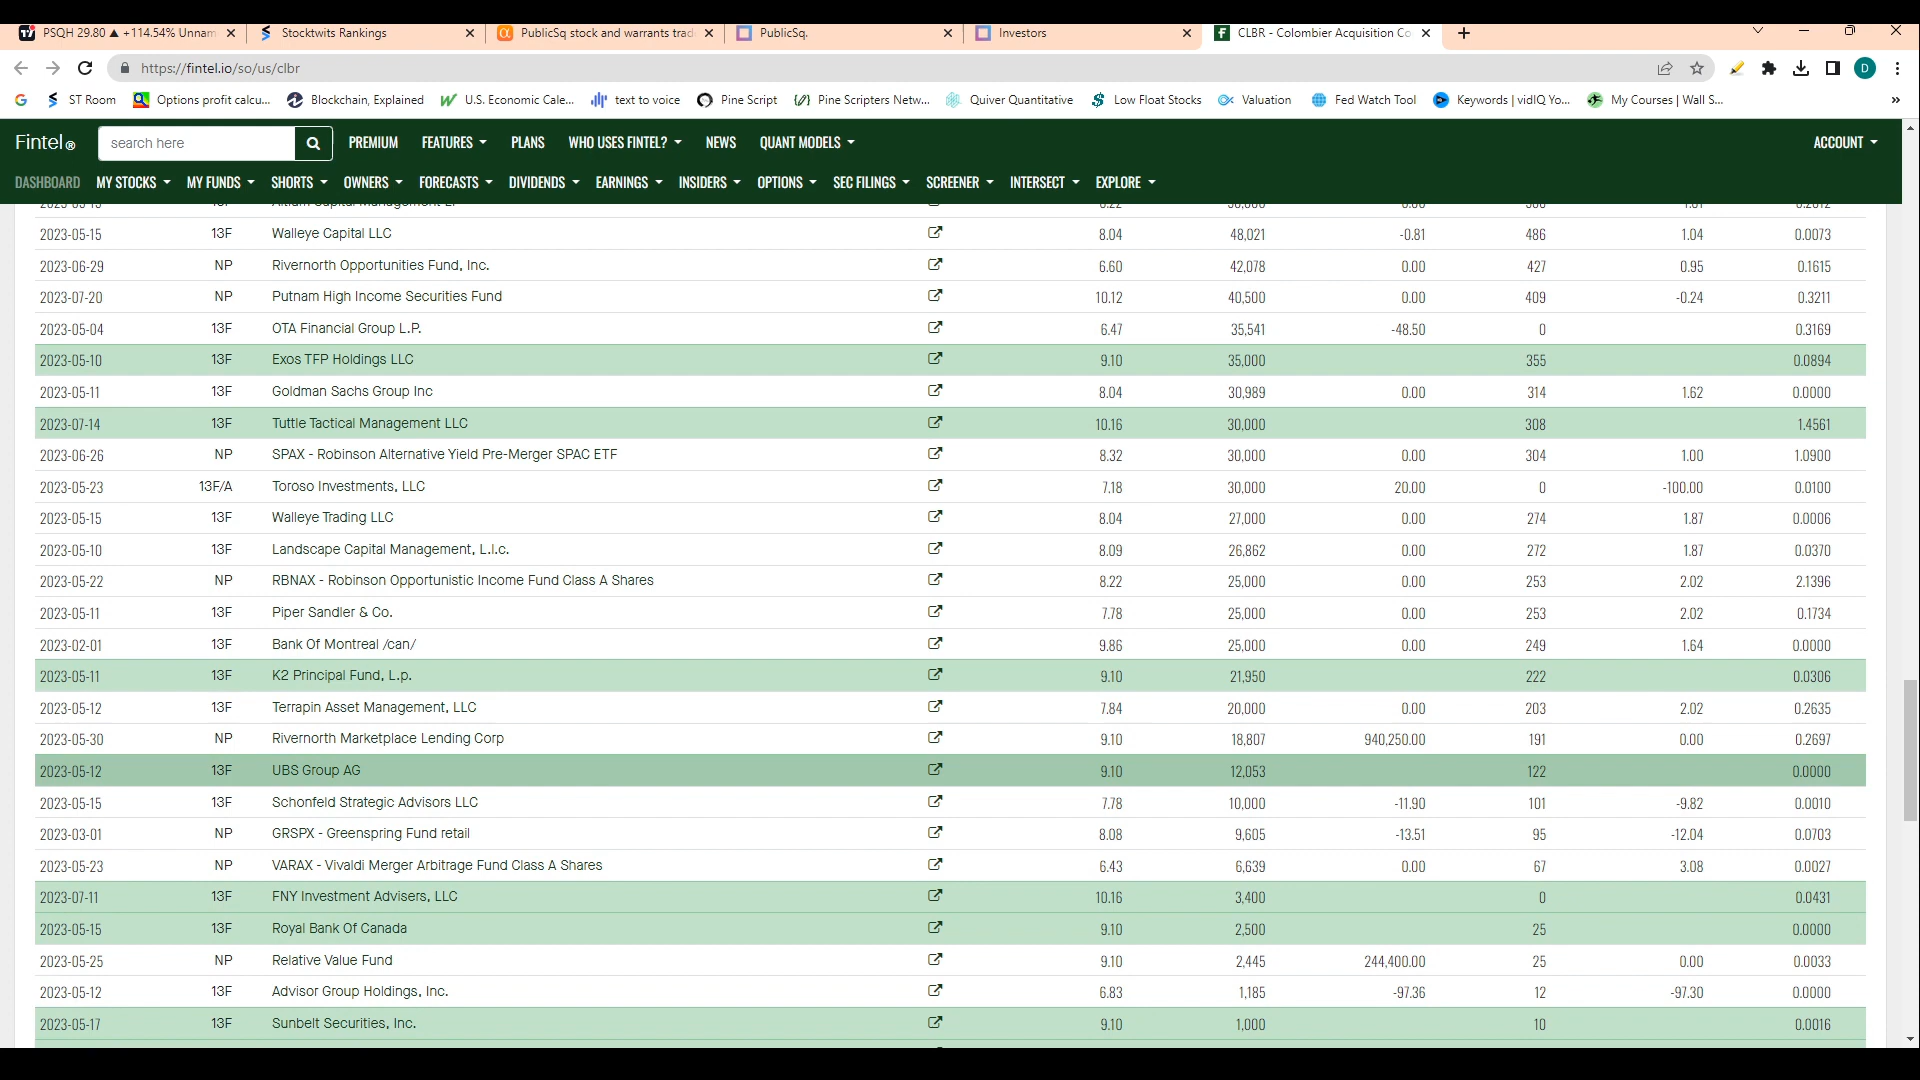 PSQH 29.80 ▲ +114.54% Unnam
Stocktwits Rankings
PublicSq stock and warrants trad
PublicSq.
Investors
CLBR - Colombier Acquisition Co
https://fintel.io/so/us/clbr
D
ST Room
Options profit calcu...
Blockchain, Explained
U.S. Economic Cale...
text to voice
Pine Script
Pine Scripters Netw...
Quiver Quantitative
Low Float Stocks
Valuation
Fed Watch Tool
Keywords | vidIQ Yo...
My Courses | Wall S...
»
Fintel® search here PREMIUM FEATURES PLANS WHO USES FINTEL? NEWS QUANT MODELS ACCOUNT
DASHBOARD MY STOCKS MY FUNDS SHORTS OWNERS FORECASTS DIVIDENDS EARNINGS INSIDERS OPTIONS SEC FILINGS SCREENER INTERSECT EXPLORE
2023-05-15 13F Walleye Capital LLC 8.04 48,021 -0.81 486 1.04 0.0073
2023-06-29 NP Rivernorth Opportunities Fund, Inc. 6.60 42,078 0.00 427 0.95 0.1615
2023-07-20 NP Putnam High Income Securities Fund 10.12 40,500 0.00 409 -0.24 0.3211
2023-05-04 13F OTA Financial Group L.P. 6.47 35,541 -48.50 0 0.3169
2023-05-10 13F Exos TFP Holdings LLC 9.10 35,000 355 0.0894
2023-05-11 13F Goldman Sachs Group Inc 8.04 30,989 0.00 314 1.62 0.0000
2023-07-14 13F Tuttle Tactical Management LLC 10.16 30,000 308 1.4561
2023-06-26 NP SPAX - Robinson Alternative Yield Pre-Merger SPAC ETF 8.32 30,000 0.00 304 1.00 1.0900
2023-05-23 13F/A Toroso Investments, LLC 7.18 30,000 20.00 0 -100.00 0.0100
2023-05-15 13F Walleye Trading LLC 8.04 27,000 0.00 274 1.87 0.0006
2023-05-10 13F Landscape Capital Management, L.l.c. 8.09 26,862 0.00 272 1.87 0.0370
2023-05-22 NP RBNAX - Robinson Opportunistic Income Fund Class A Shares 8.22 25,000 0.00 253 2.02 2.1396
2023-05-11 13F Piper Sandler & Co. 7.78 25,000 0.00 253 2.02 0.1734
2023-02-01 13F Bank Of Montreal /can/ 9.86 25,000 0.00 249 1.64 0.0000
2023-05-11 13F K2 Principal Fund, L.p. 9.10 21,950 222 0.0306
2023-05-12 13F Terrapin Asset Management, LLC 7.84 20,000 0.00 203 2.02 0.2635
2023-05-30 NP Rivernorth Marketplace Lending Corp 9.10 18,807 940,250.00 191 0.00 0.2697
2023-05-12 13F UBS Group AG 9.10 12,053 122 0.0000
2023-05-15 13F Schonfeld Strategic Advisors LLC 7.78 10,000 -11.90 101 -9.82 0.0010
2023-03-01 NP GRSPX - Greenspring Fund retail 8.08 9,605 -13.51 95 -12.04 0.0703
2023-05-23 NP VARAX - Vivaldi Merger Arbitrage Fund Class A Shares 6.43 6,639 0.00 67 3.08 0.0027
2023-07-11 13F FNY Investment Advisers, LLC 10.16 3,400 0 0.0431
2023-05-15 13F Royal Bank Of Canada 9.10 2,500 25 0.0000
2023-05-25 NP Relative Value Fund 9.10 2,445 244,400.00 25 0.00 0.0033
2023-05-12 13F Advisor Group Holdings, Inc. 6.83 1,185 -97.36 12 -97.30 0.0000
2023-05-17 13F Sunbelt Securities, Inc. 9.10 1,000 10 0.0016